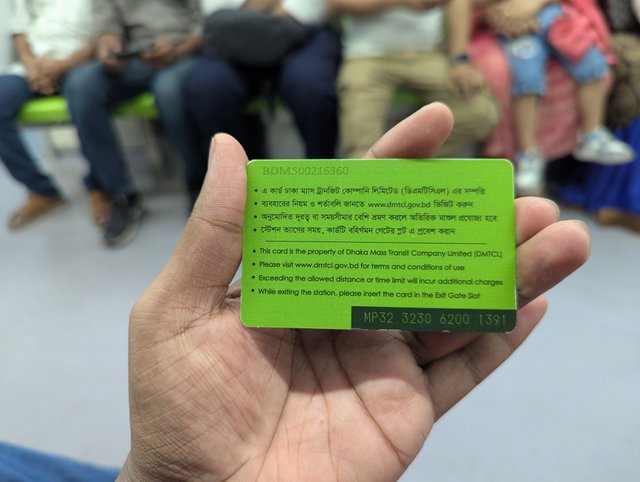 BDMS00216360
• এ কার্ড ঢাকা ম্যাস ট্রানজিট কোম্পানি লিমিটেড (ডিএমটিসিএল) এর সম্পত্তি
• ব্যবহারের নিয়ম ও শর্তাবলি জানতে www.dmtcl.gov.bd ভিজিট করুন
• অনুমোদিত দূরত্ব বা সময়সীমার বেশি ভ্রমণ করলে অতিরিক্ত মাশুল প্রযোজ্য হবে
• স্টেশন ত্যাগের সময়, কার্ডটি বহির্গমন গেটের স্লট এ প্রবেশ করান
• This card is the property of Dhaka Mass Transit Company Limited (DMTCL)
• Please visit www.dmtcl.gov.bd for terms and conditions of use
• Exceeding the allowed distance or time limit will incur additional charges
• While exiting the station, please insert the card in the Exit Gate Slot
MP32 3230 6200 1391